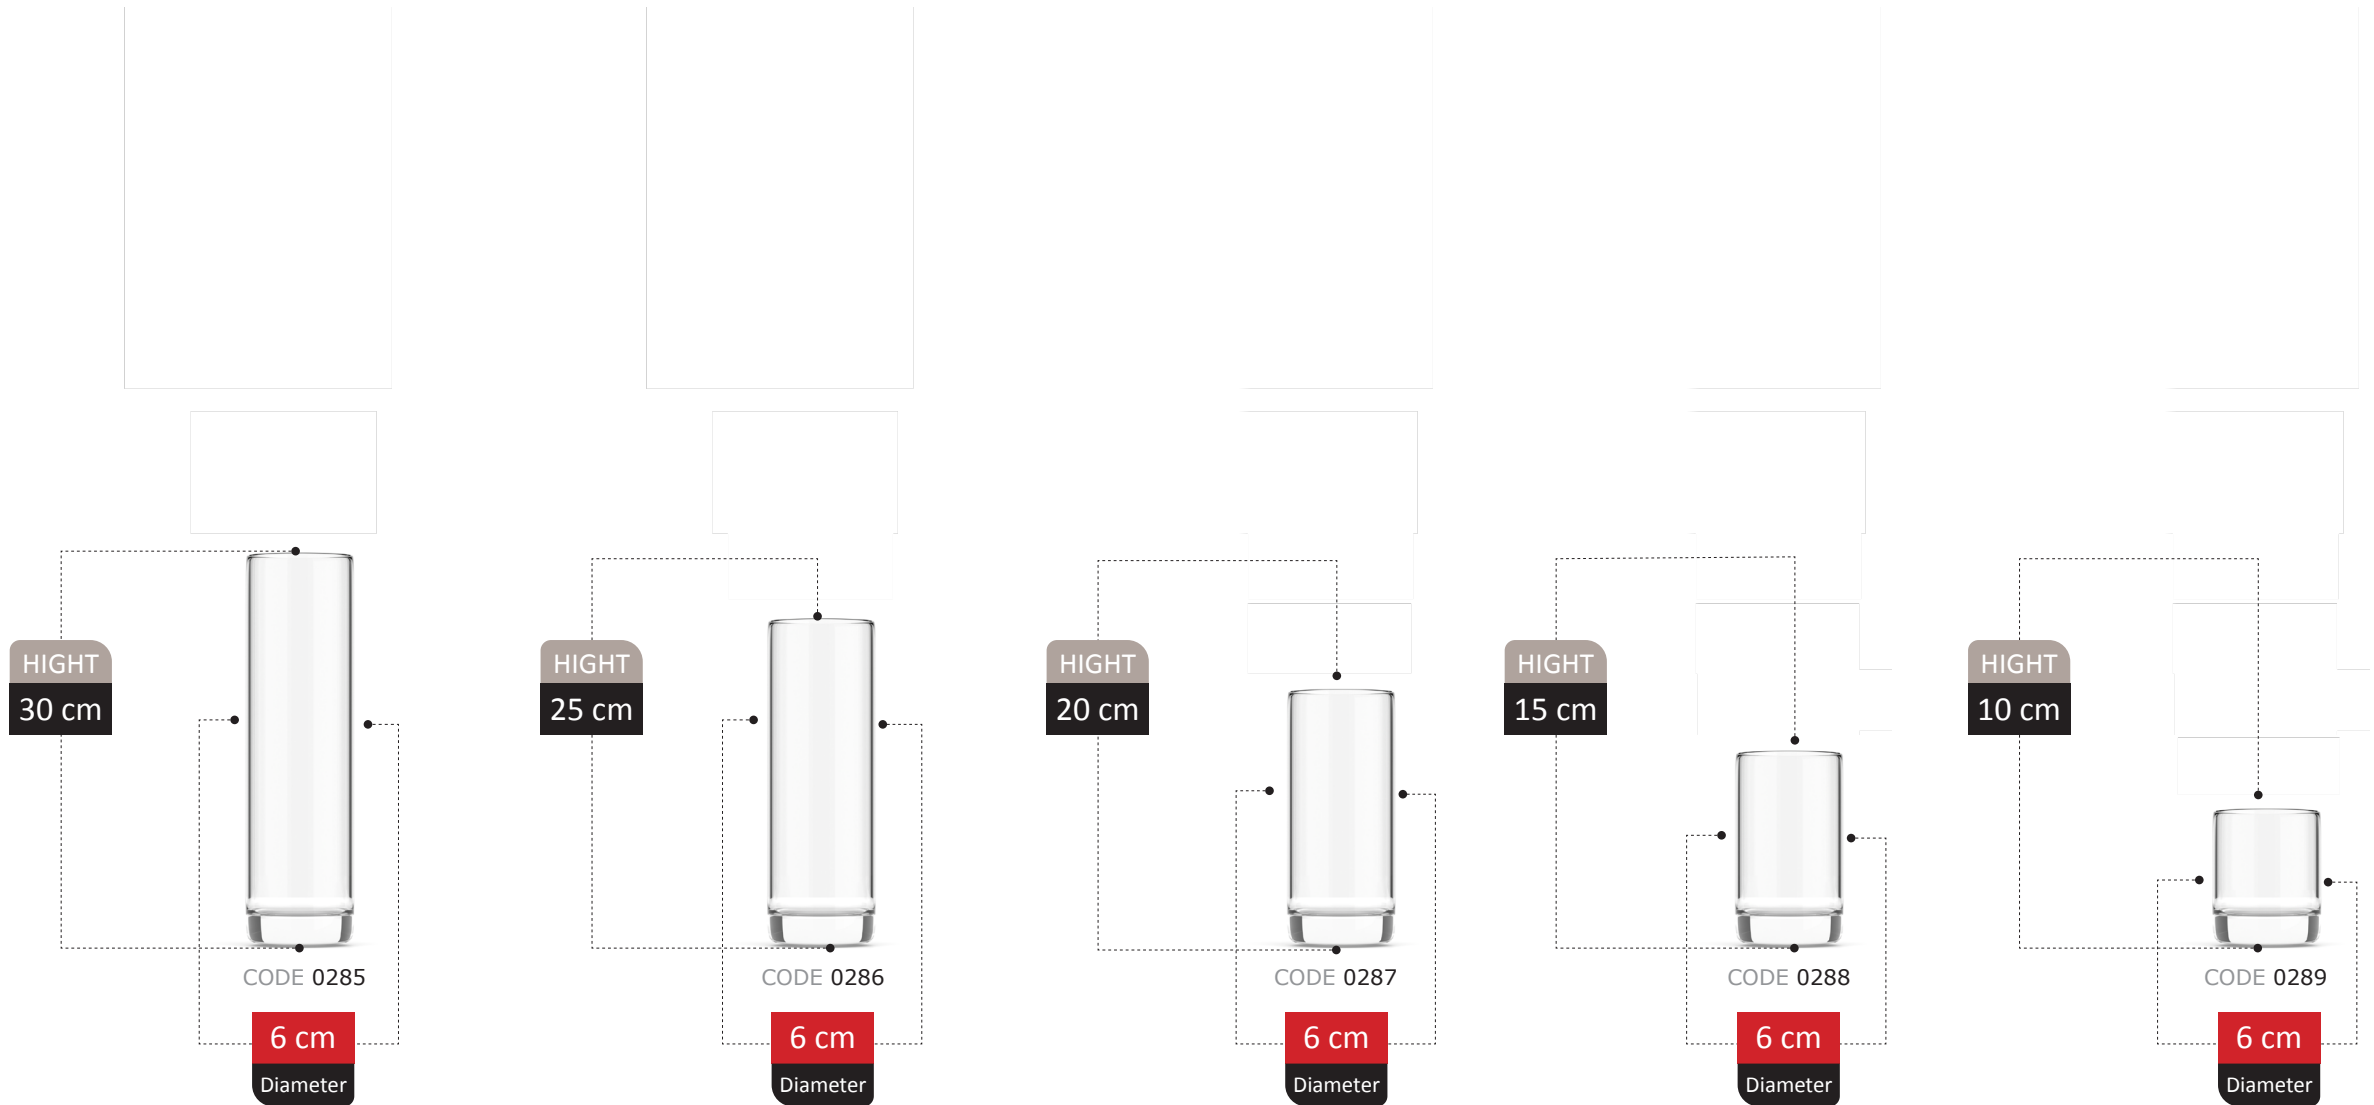 HIGHT
30 cm
CODE 0285
6 cm
Diameter
HIGHT
25 cm
CODE 0286
6 cm
Diameter
HIGHT
20 cm
CODE 0287
6 cm
Diameter
HIGHT
15 cm
CODE 0288
6 cm
Diameter
HIGHT
10 cm
CODE 0289
6 cm
Diameter